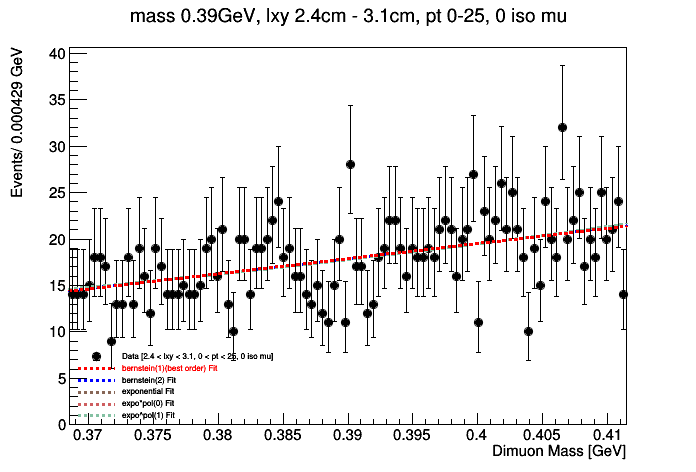 mass 0.39GeV, lxy 2.4cm - 3.1cm, pt 0-25, 0 iso mu
Events/ 0.000429 GeV
40
35
30
25
20
15
10
5
0
Data [2.4 < lxy < 3.1, 0 < pt < 25, 0 iso mu]
bernstein(1)(best order) Fit
bernstein(2) Fit
exponential Fit
expo*pol(0) Fit
expo*pol(1) Fit
0.37 0.375 0.38 0.385 0.39 0.395 0.4 0.405 0.41
Dimuon Mass [GeV]